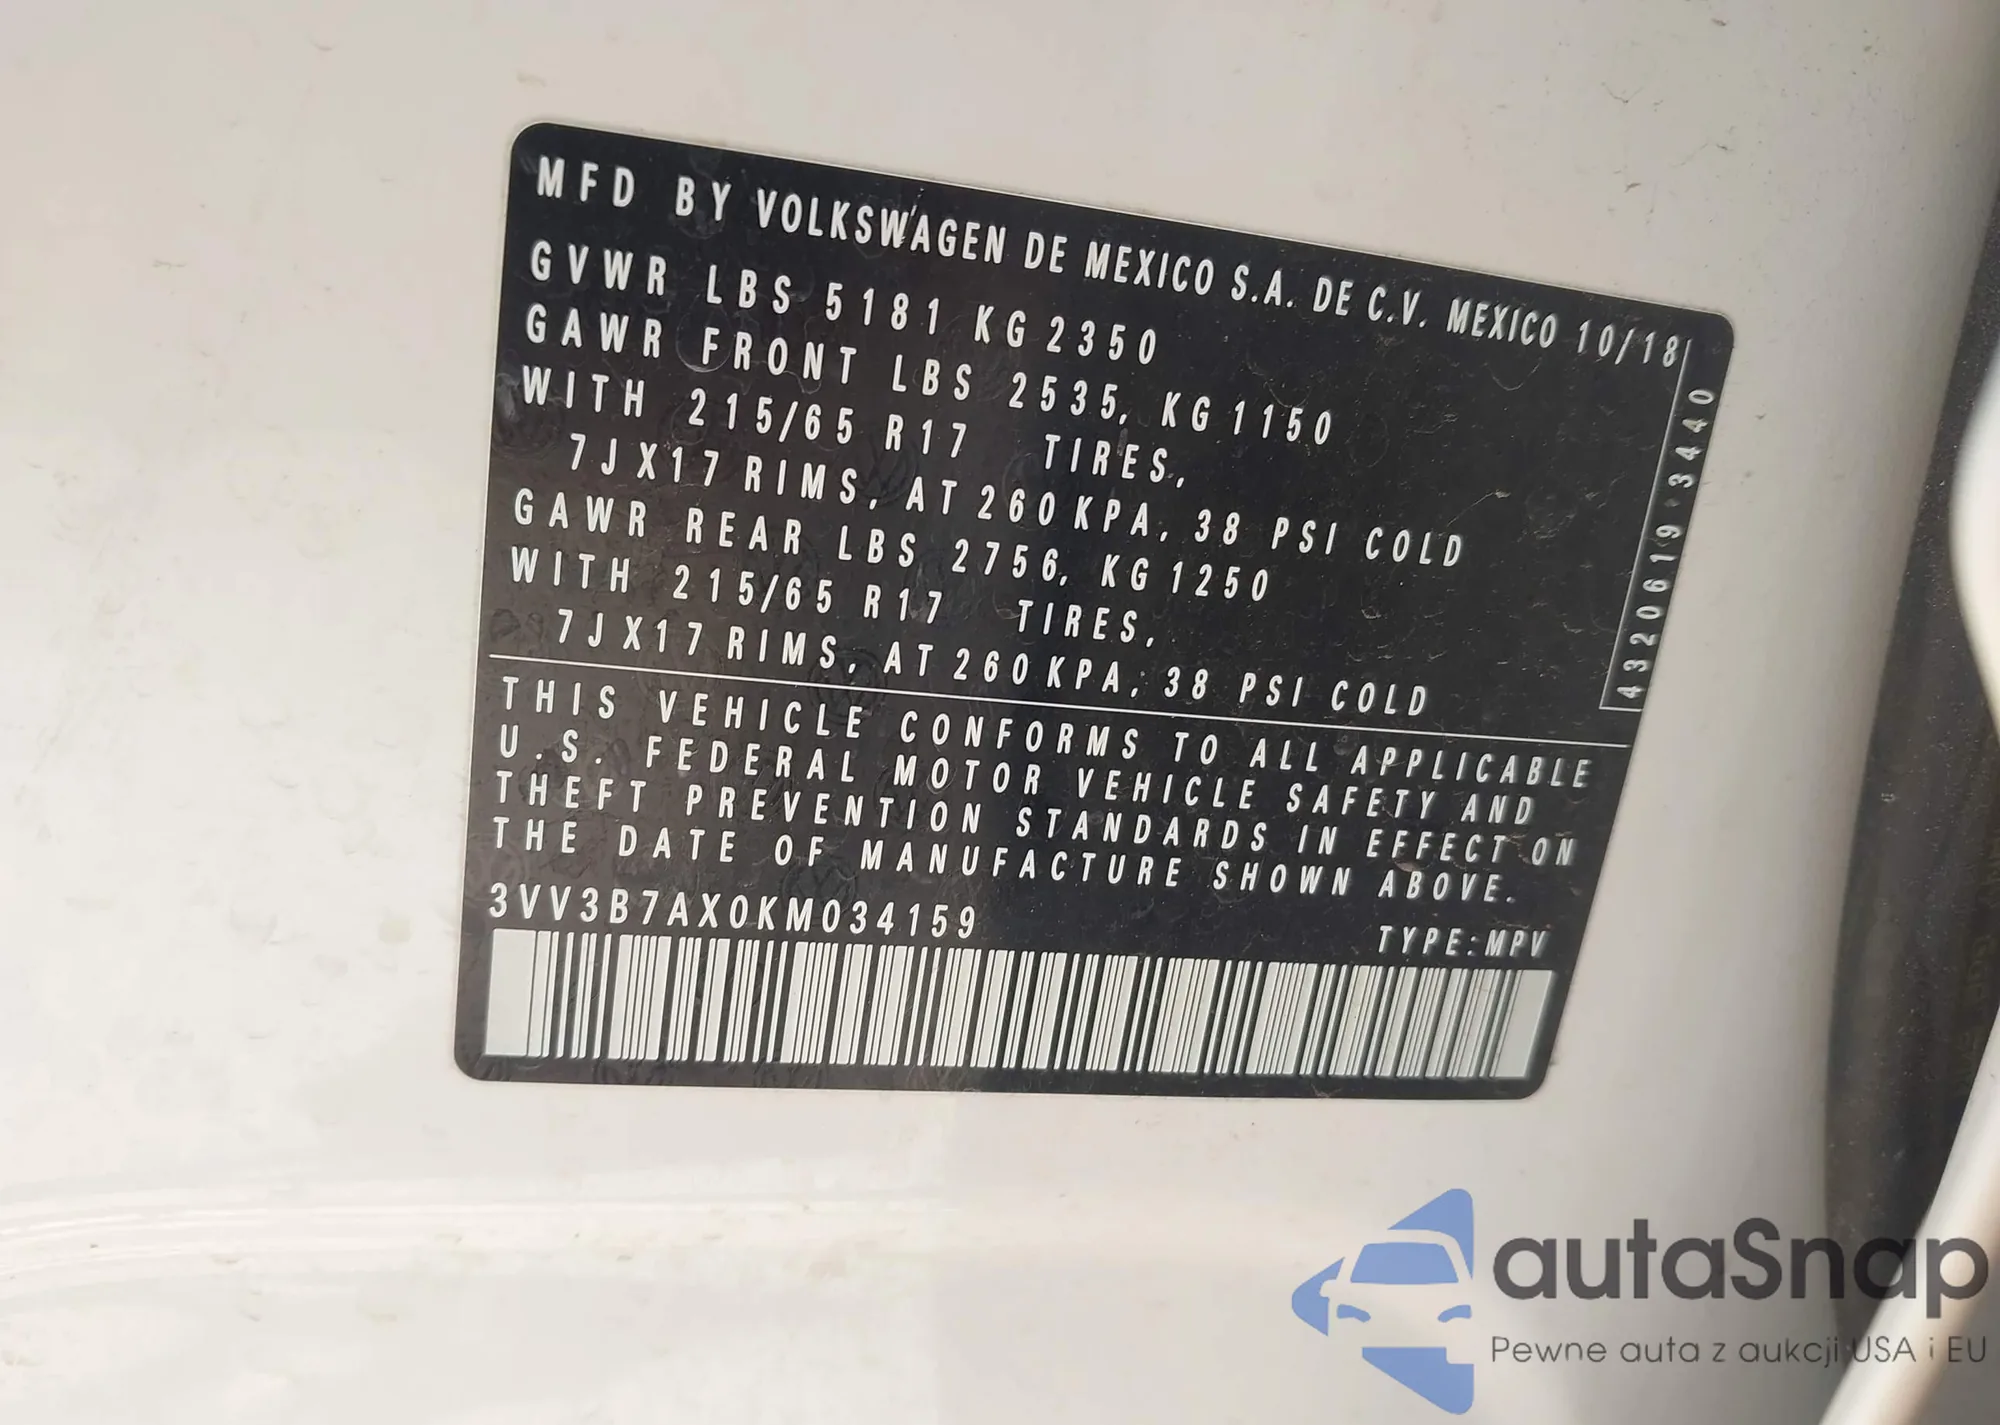 MFD BY VOLKSWAGEN DE MEXICO S.A. DE C.V. MEXICO 10/18
GVWR LBS 5181 KG 2350
GAWR FRONT LBS 2535, KG 1150
WITH 215/65 R17 TIRES,
7JX17 RIMS, AT 260 KPA, 38 PSI COLD
GAWR REAR LBS 2756, KG 1250
WITH 215/65 R17 TIRES,
7JX17 RIMS, AT 260 KPA, 38 PSI COLD
4320619 3440
THIS VEHICLE CONFORMS TO ALL APPLICABLE
U.S. FEDERAL MOTOR VEHICLE SAFETY AND
THEFT PREVENTION STANDARDS IN EFFECT ON
THE DATE OF MANUFACTURE SHOWN ABOVE.
3VV3B7AX0KM034159
TYPE: MPV
autaSnap
Pewne auta z aukcji USA i EU